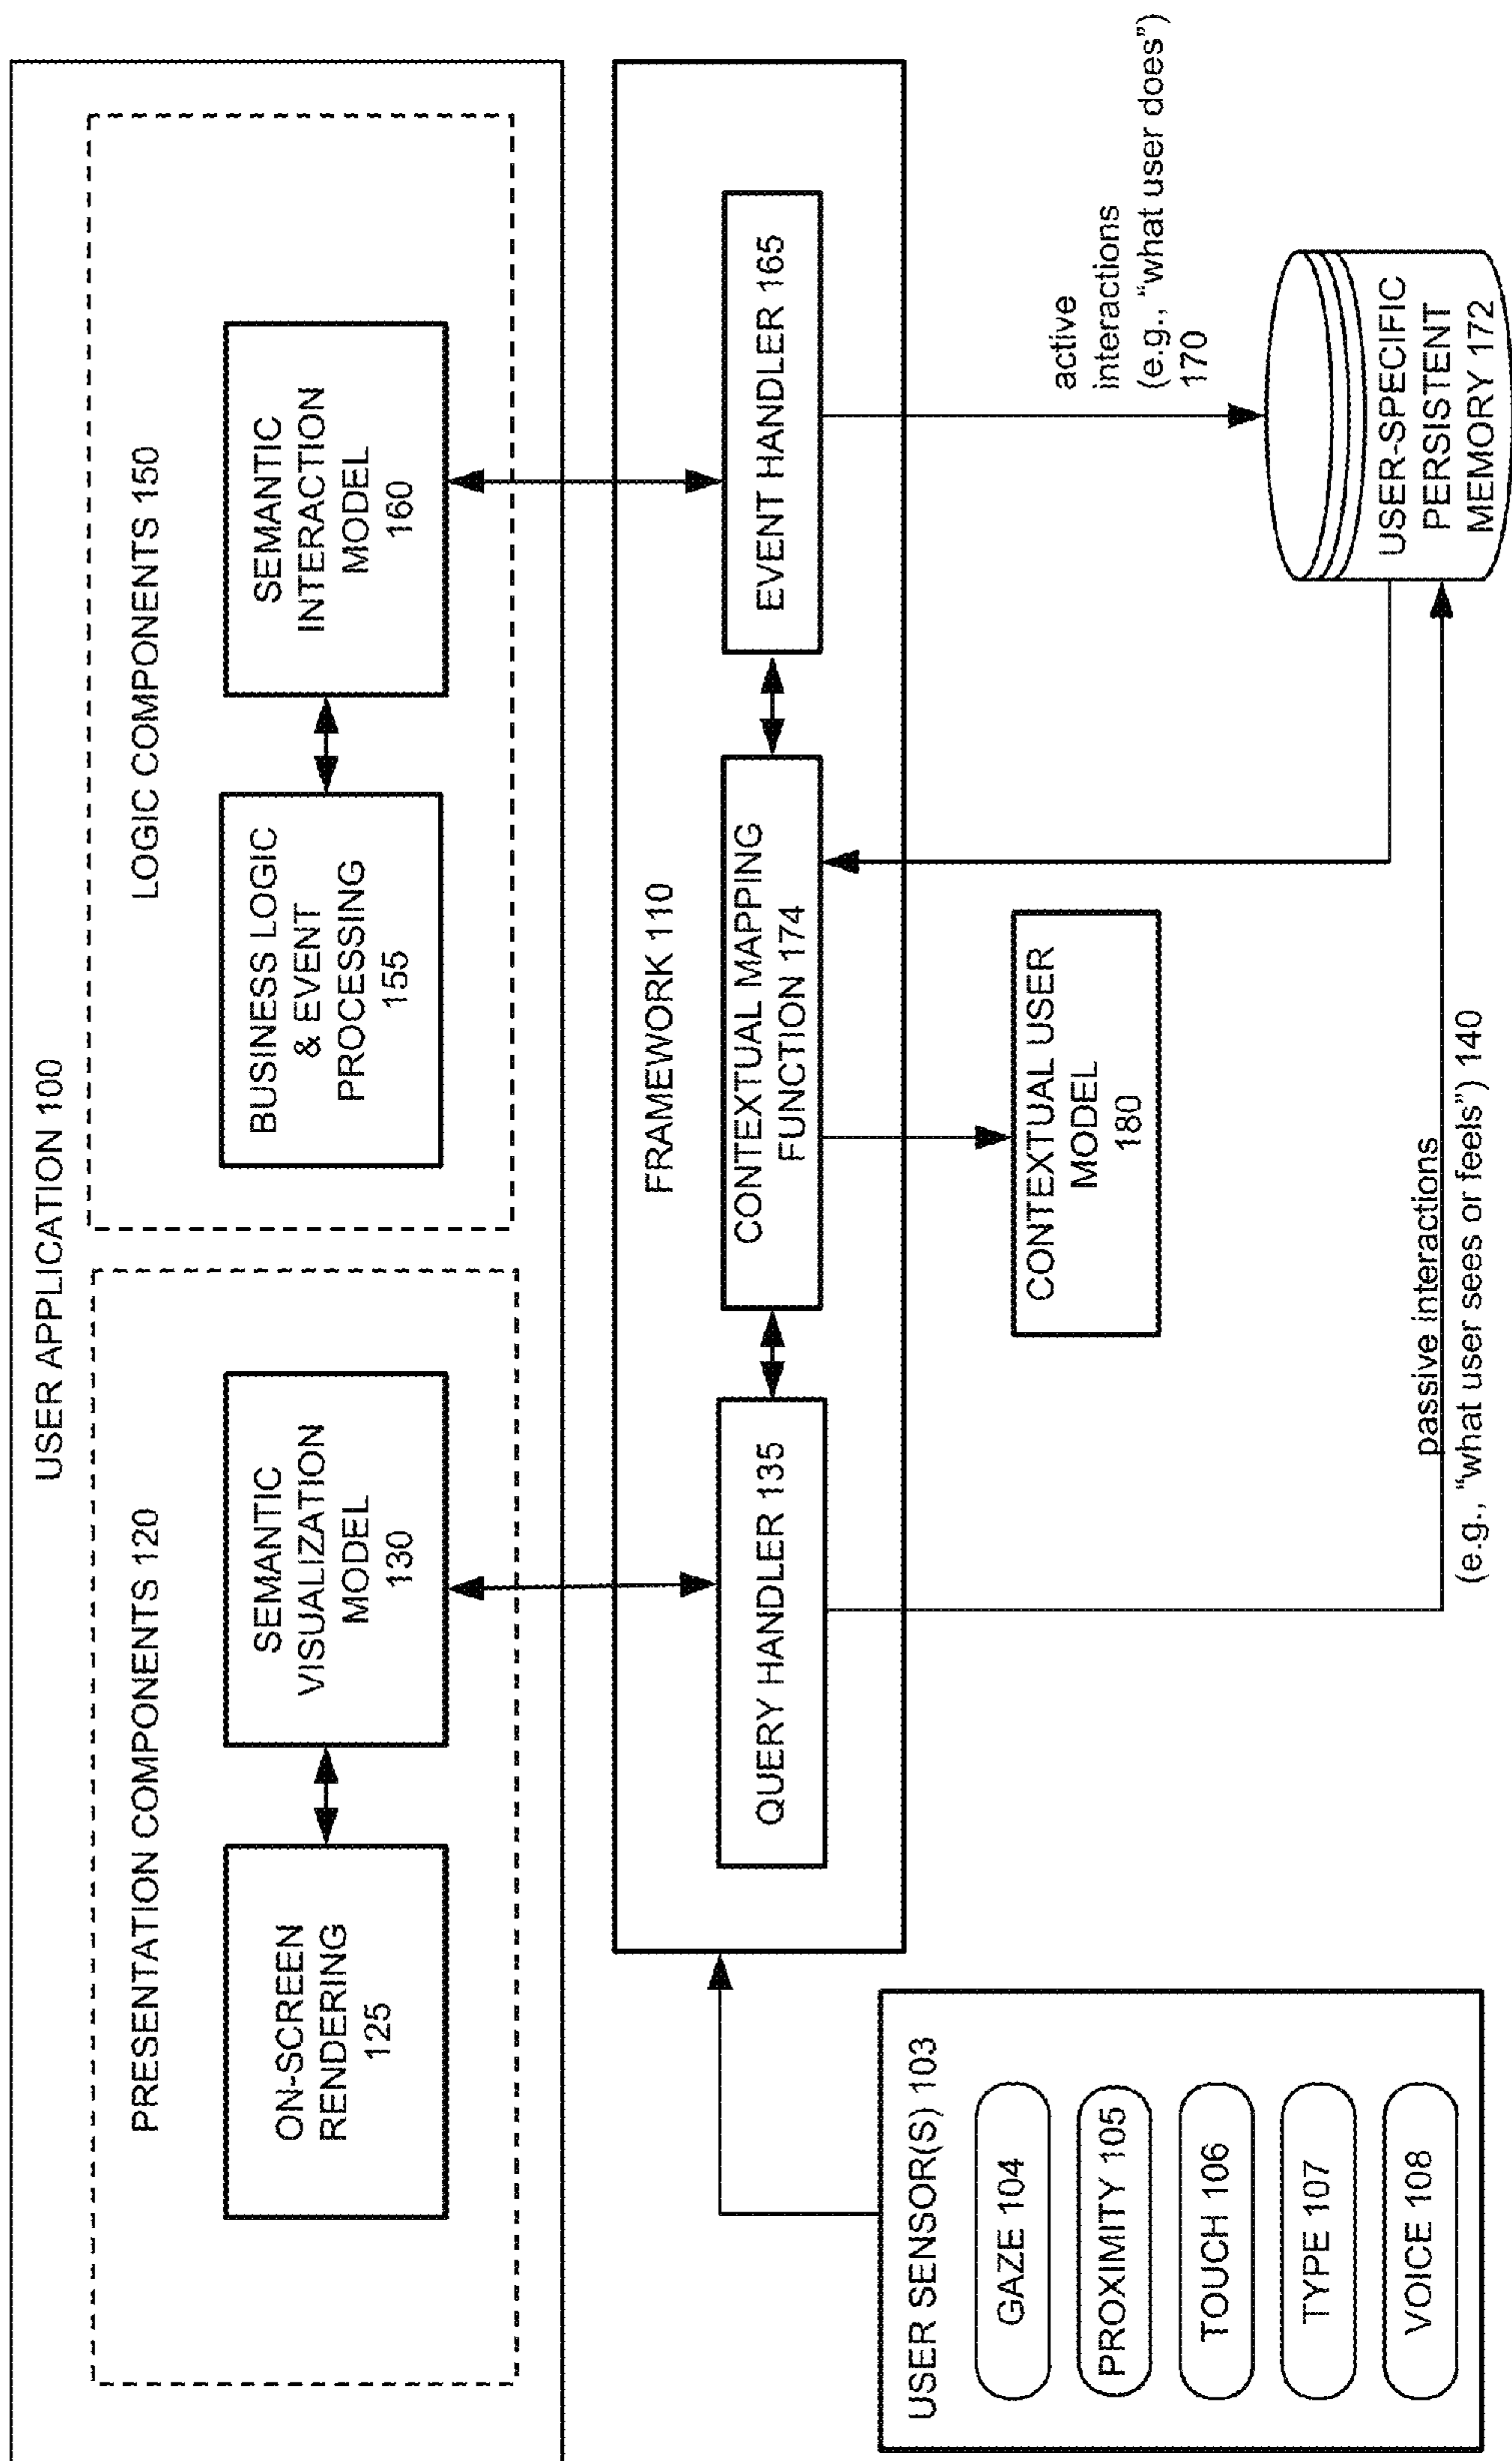 USER APPLICATION 100
PRESENTATION COMPONENTS 120
ON-SCREEN
RENDERING
125
SEMANTIC
VISUALIZATION
MODEL
130
LOGIC COMPONENTS 150
BUSINESS LOGIC
& EVENT
PROCESSING
155
SEMANTIC
INTERACTION
MODEL
160
FRAMEWORK 110
QUERY HANDLER 135
CONTEXTUAL MAPPING
FUNCTION 174
EVENT HANDLER 165
USER SENSOR(S) 103
GAZE 104
PROXIMITY 105
TOUCH 106
TYPE 107
VOICE 108
CONTEXTUAL USER
MODEL
180
active
interactions
(e.g., “what user does”)
170
USER-SPECIFIC
PERSISTENT
MEMORY 172
passive interactions
(e.g., “what user sees or feels”) 140